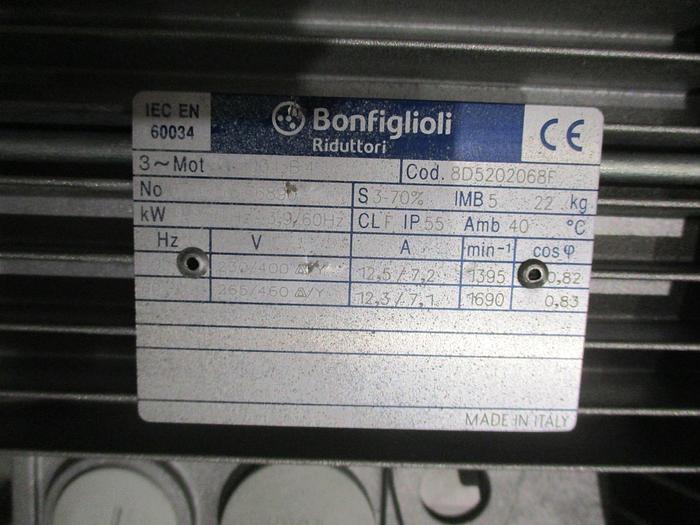 IEC EN 60034
Bonfiglioli
Riduttori
CE
3~Mot Cod. 8D5202068F
No S3-70% IMB 5 22 kg
kW 3,9/60Hz CL F IP 55 Amb 40 °C
Hz V A min-1 cosφ
230/400 Δ/Y 12,5 / 7,2 1395 0,82
265/460 Δ/Y 12,3 / 7,1 1690 0,83
MADE IN ITALY